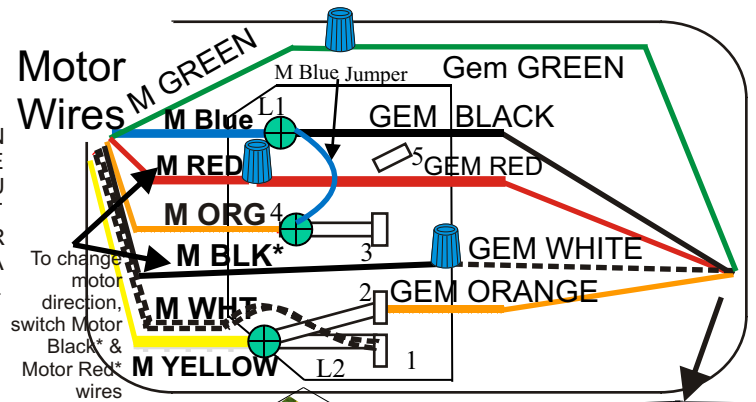 Motor
Wires
M GREEN
Gem GREEN
M Blue Jumper
L1
M Blue
GEM BLACK
M RED
5
GEM RED
M ORG
4
3
M BLK*
GEM WHITE
M WHT
2
GEM ORANGE
M YELLOW
L2
1
To change
motor
direction,
switch Motor
Black* &
Motor Red*
wires
N
E
U
T
R
A